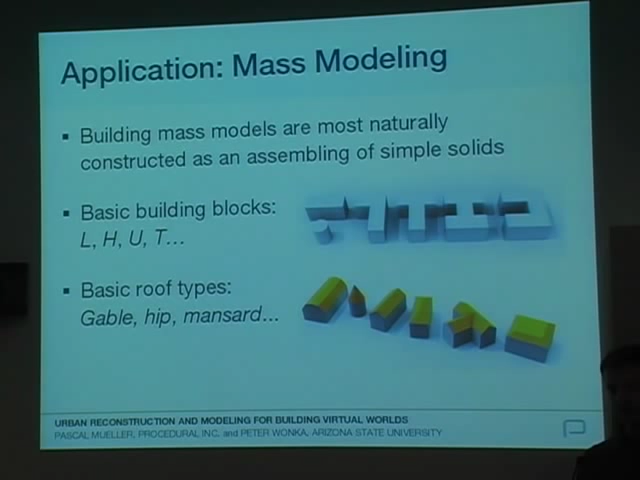 Application: Mass Modeling
▪ Building mass models are most naturally
constructed as an assembling of simple solids
▪ Basic building blocks:
L, H, U, T...
▪ Basic roof types:
Gable, hip, mansard...
URBAN RECONSTRUCTION AND MODELING FOR BUILDING VIRTUAL WORLDS
PASCAL MUELLER, PROCEDURAL INC. and PETER WONKA, ARIZONA STATE UNIVERSITY